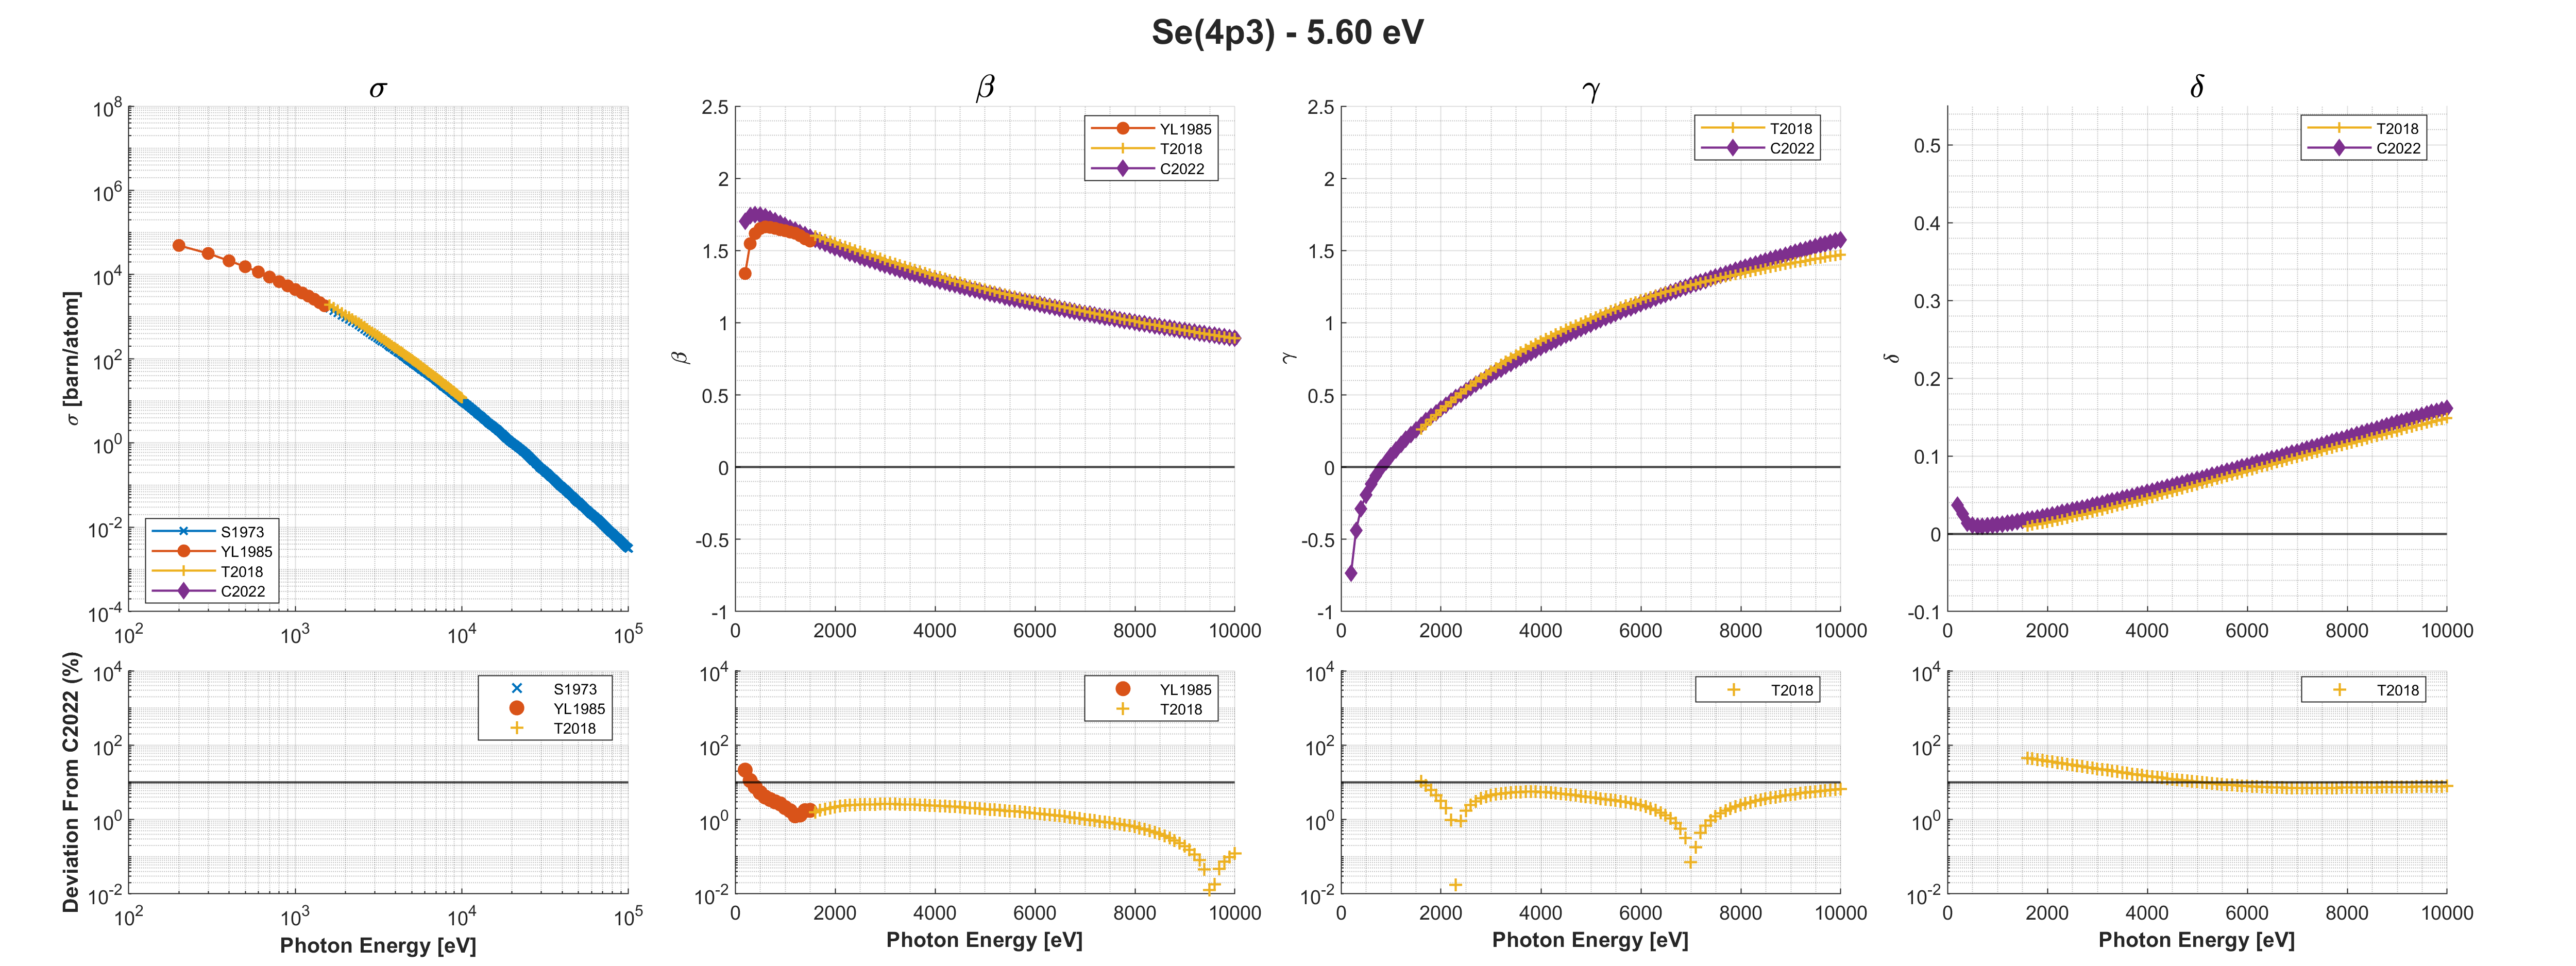 Se(4p3) - 5.60 eV
σ
σ [barn/atom]
10^8
10^6
10^4
10^2
10^0
10^-2
10^-4
10^2
10^3
10^4
10^5
S1973
YL1985
T2018
C2022
β
β
2.5
2
1.5
1
0.5
0
-0.5
-1
0
2000
4000
6000
8000
10000
YL1985
T2018
C2022
γ
γ
2.5
2
1.5
1
0.5
0
-0.5
-1
0
2000
4000
6000
8000
10000
T2018
C2022
δ
δ
0.5
0.4
0.3
0.2
0.1
0
-0.1
0
2000
4000
6000
8000
10000
T2018
C2022
Deviation From C2022 (%)
10^4
10^2
10^0
10^-2
10^2
10^3
10^4
10^5
Photon Energy [eV]
S1973
YL1985
T2018
10^4
10^2
10^0
10^-2
0
2000
4000
6000
8000
10000
Photon Energy [eV]
YL1985
T2018
10^4
10^2
10^0
10^-2
0
2000
4000
6000
8000
10000
Photon Energy [eV]
T2018
10^4
10^2
10^0
10^-2
0
2000
4000
6000
8000
10000
Photon Energy [eV]
T2018